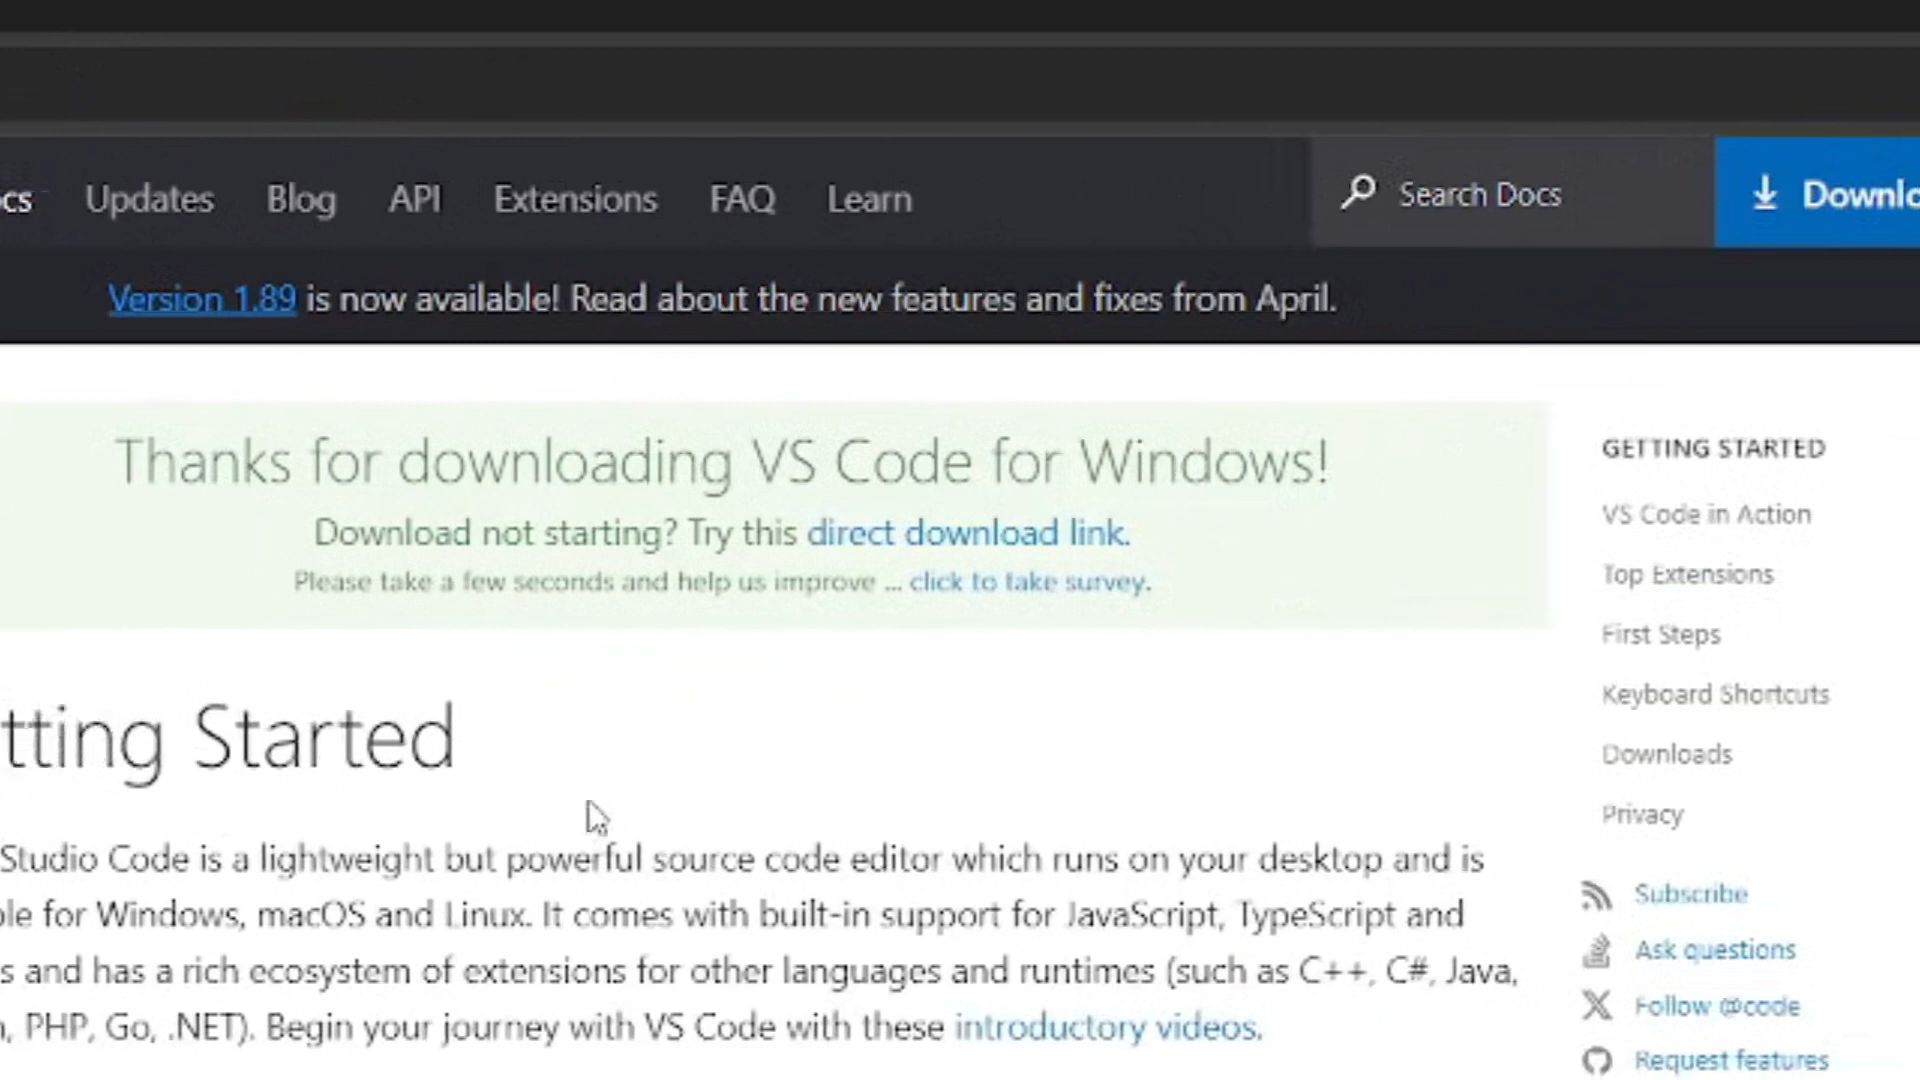 cs Updates Blog API Extensions FAQ Learn Search Docs Downlo
Version 1.89 is now available! Read about the new features and fixes from April.
Thanks for downloading VS Code for Windows!
Download not starting? Try this direct download link.
Please take a few seconds and help us improve ... click to take survey.
GETTING STARTED
VS Code in Action
Top Extensions
First Steps
Keyboard Shortcuts
Downloads
Privacy
Subscribe
Ask questions
Follow @code
Request features
tting Started
Studio Code is a lightweight but powerful source code editor which runs on your desktop and is
ble for Windows, macOS and Linux. It comes with built-in support for JavaScript, TypeScript and
s and has a rich ecosystem of extensions for other languages and runtimes (such as C++, C#, Java,
n, PHP, Go, .NET). Begin your journey with VS Code with these introductory videos.